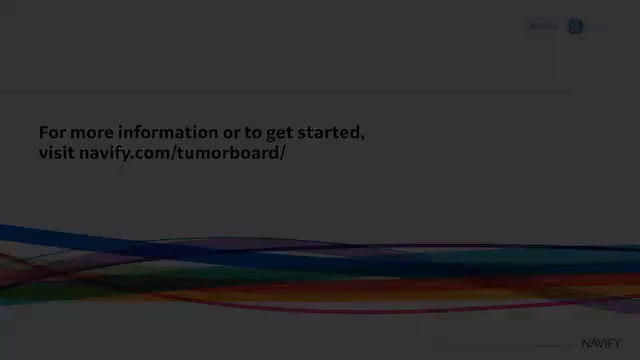 For more information or to get started,
visit navify.com/tumorboard/
NAVIFY